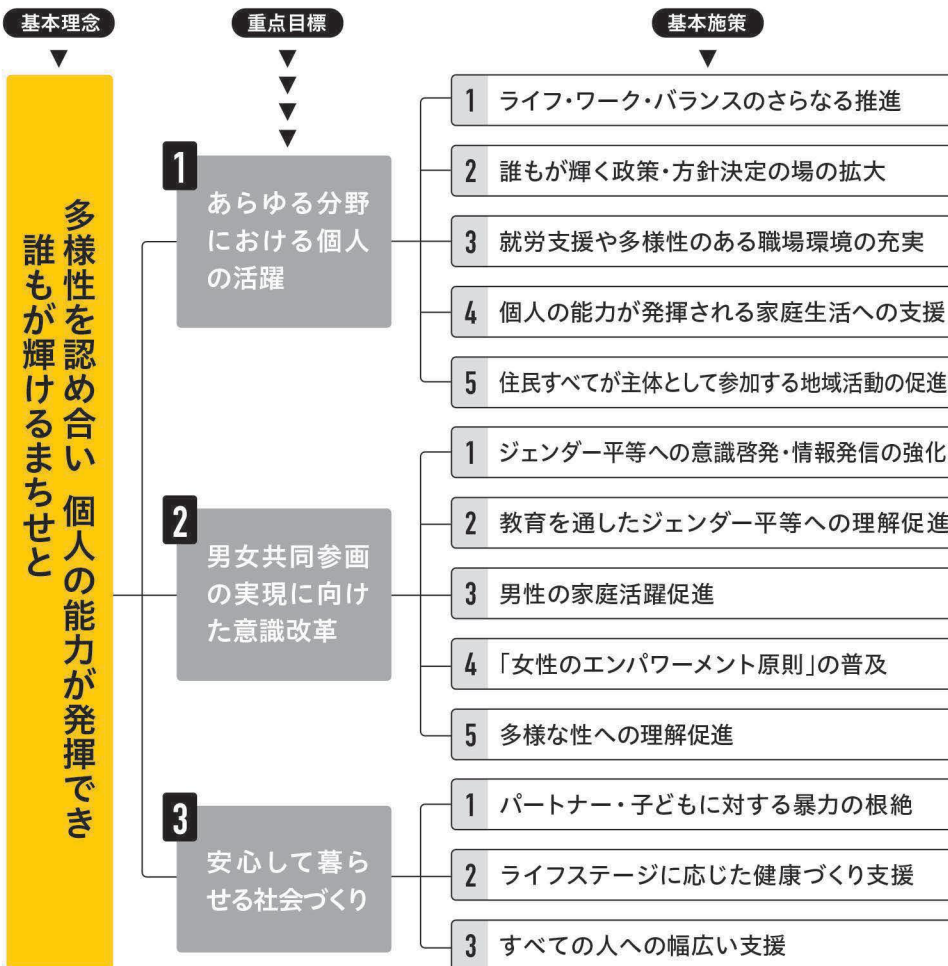 基本理念
重点目標
基本施策
多様性を認め合い 個人の能力が発揮でき
誰もが輝けるまちせと
1
あらゆる分野
における個人
の活躍
1 ライフ・ワーク・バランスのさらなる推進
2 誰もが輝く政策・方針決定の場の拡大
3 就労支援や多様性のある職場環境の充実
4 個人の能力が発揮される家庭生活への支援
5 住民すべてが主体として参加する地域活動の促進
2
男女共同参画
の実現に向け
た意識改革
1 ジェンダー平等への意識啓発・情報発信の強化
2 教育を通したジェンダー平等への理解促進
3 男性の家庭活躍促進
4 「女性のエンパワーメント原則」の普及
5 多様な性への理解促進
3
安心して暮ら
せる社会づくり
1 パートナー・子どもに対する暴力の根絶
2 ライフステージに応じた健康づくり支援
3 すべての人への幅広い支援